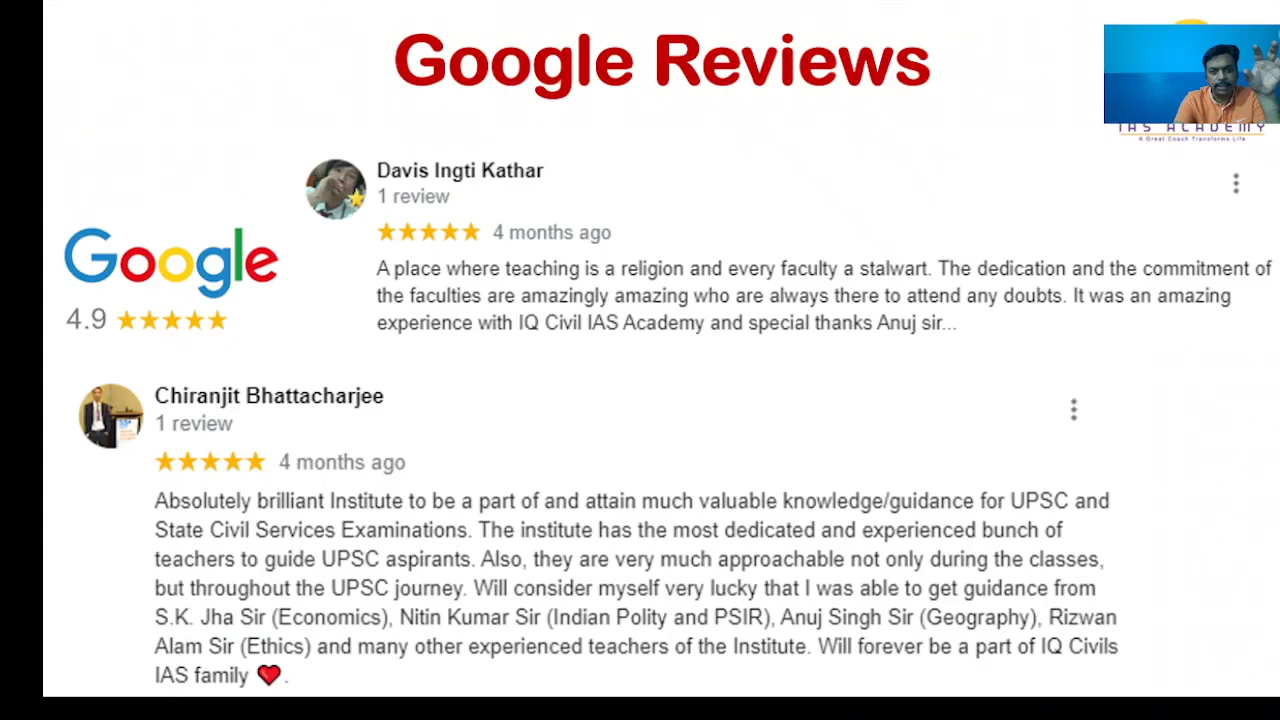 Google Reviews
IAS ACADEMY
A Great Coach Transforms Life
Davis Ingti Kathar
1 review
4 months ago
Google
4.9
A place where teaching is a religion and every faculty a stalwart. The dedication and the commitment of
the faculties are amazingly amazing who are always there to attend any doubts. It was an amazing
experience with IQ Civil IAS Academy and special thanks Anuj sir...
Chiranjit Bhattacharjee
1 review
4 months ago
Absolutely brilliant Institute to be a part of and attain much valuable knowledge/guidance for UPSC and
State Civil Services Examinations. The institute has the most dedicated and experienced bunch of
teachers to guide UPSC aspirants. Also, they are very much approachable not only during the classes,
but throughout the UPSC journey. Will consider myself very lucky that I was able to get guidance from
S.K. Jha Sir (Economics), Nitin Kumar Sir (Indian Polity and PSIR), Anuj Singh Sir (Geography), Rizwan
Alam Sir (Ethics) and many other experienced teachers of the Institute. Will forever be a part of IQ Civils
IAS family ❤️.